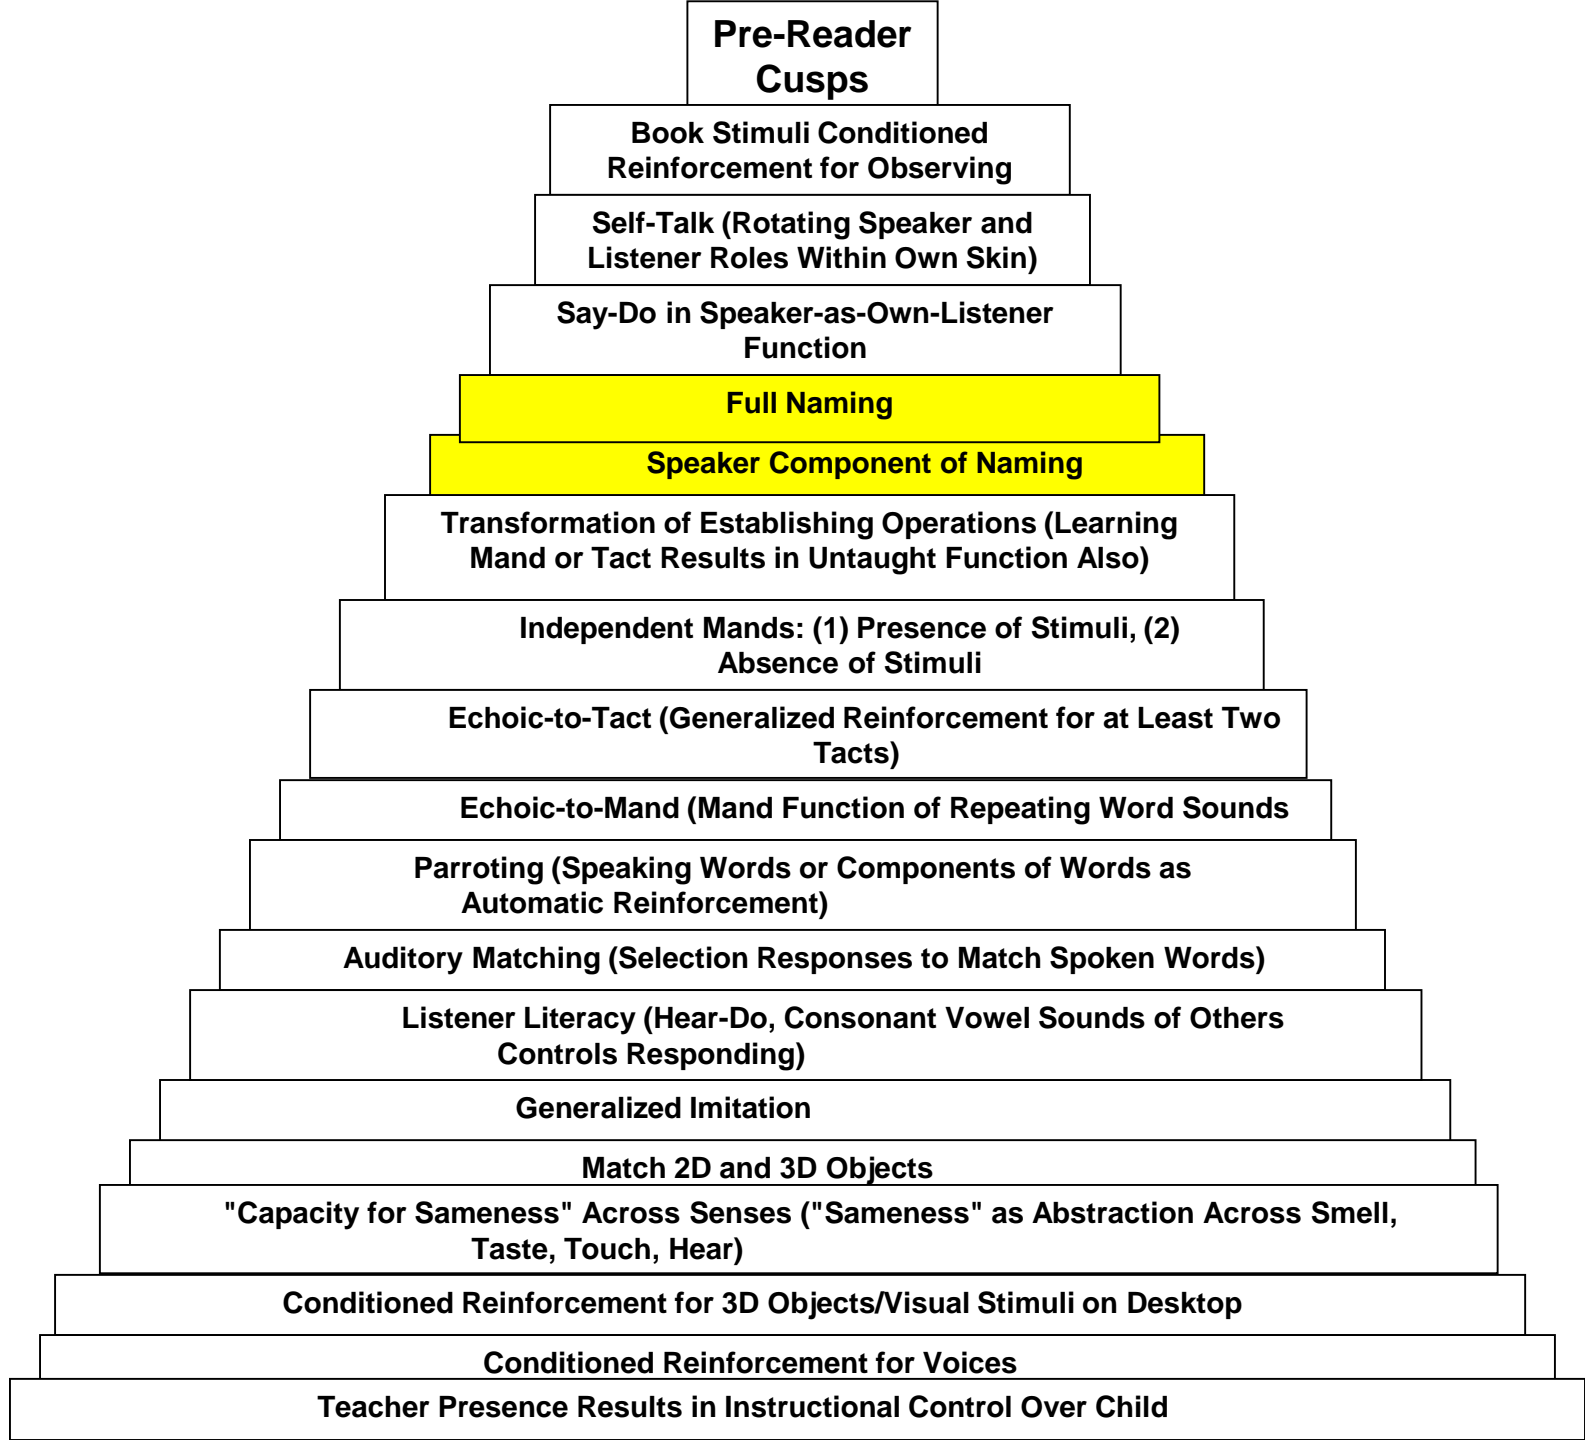 Pre-Reader
Cusps
Book Stimuli Conditioned
Reinforcement for Observing
Self-Talk (Rotating Speaker and
Listener Roles Within Own Skin)
Say-Do in Speaker-as-Own-Listener
Function
Full Naming
Speaker Component of Naming
Transformation of Establishing Operations (Learning
Mand or Tact Results in Untaught Function Also)
Independent Mands: (1) Presence of Stimuli, (2)
Absence of Stimuli
Echoic-to-Tact (Generalized Reinforcement for at Least Two
Tacts)
Echoic-to-Mand (Mand Function of Repeating Word Sounds
Parroting (Speaking Words or Components of Words as
Automatic Reinforcement)
Auditory Matching (Selection Responses to Match Spoken Words)
Listener Literacy (Hear-Do, Consonant Vowel Sounds of Others
Controls Responding)
Generalized Imitation
Match 2D and 3D Objects
"Capacity for Sameness" Across Senses ("Sameness" as Abstraction Across Smell,
Taste, Touch, Hear)
Conditioned Reinforcement for 3D Objects/Visual Stimuli on Desktop
Conditioned Reinforcement for Voices
Teacher Presence Results in Instructional Control Over Child